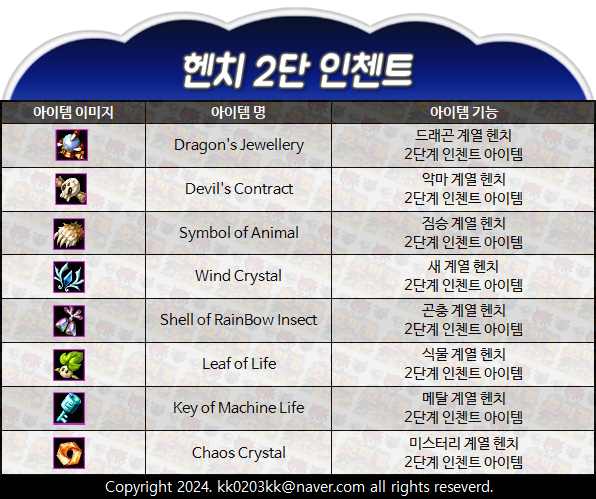 헨치 2단 인첸트
아이템 이미지 아이템 명 아이템 기능
Dragon's Jewellery 드래곤 계열 헨치
2단계 인첸트 아이템
Devil's Contract 악마 계열 헨치
2단계 인첸트 아이템
Symbol of Animal 짐승 계열 헨치
2단계 인첸트 아이템
Wind Crystal 새 계열 헨치
2단계 인첸트 아이템
Shell of RainBow Insect 곤충 계열 헨치
2단계 인첸트 아이템
Leaf of Life 식물 계열 헨치
2단계 인첸트 아이템
Key of Machine Life 메탈 계열 헨치
2단계 인첸트 아이템
Chaos Crystal 미스터리 계열 헨치
2단계 인첸트 아이템
Copyright 2024. kk0203kk@naver.com all rights reseverd.